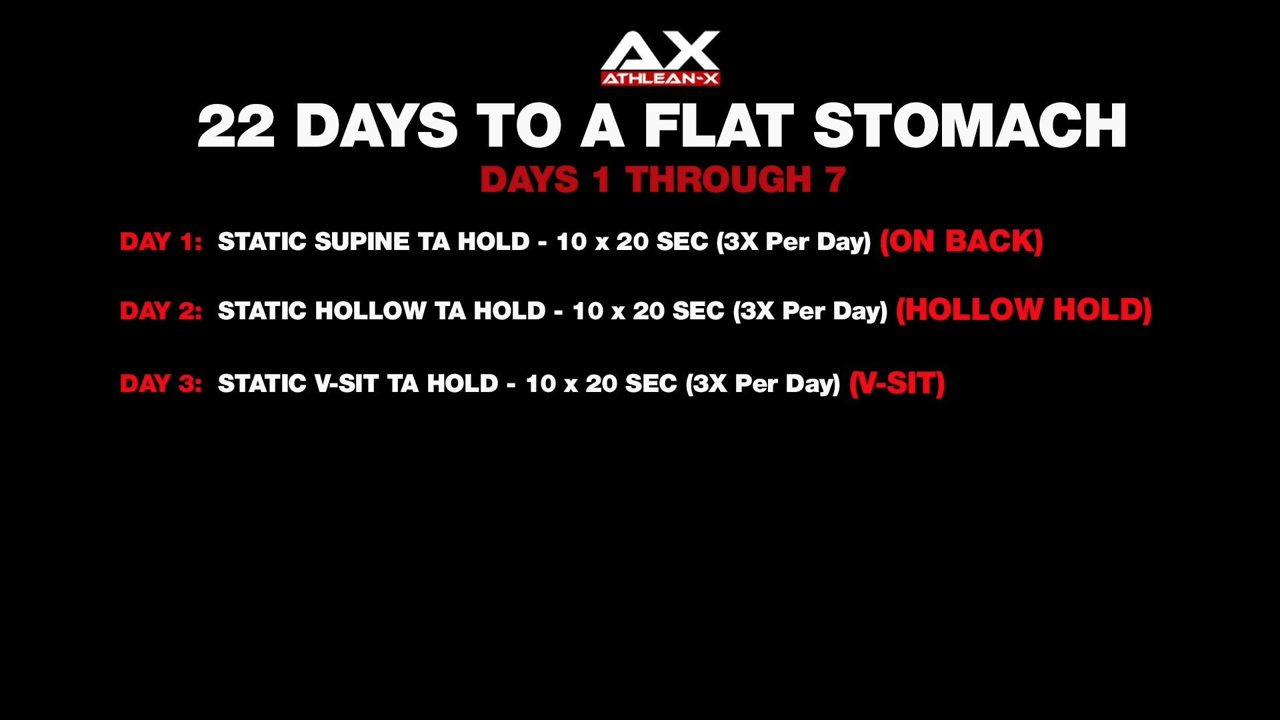 AX
ATHLEAN-X
22 DAYS TO A FLAT STOMACH
DAYS 1 THROUGH 7
DAY 1: STATIC SUPINE TA HOLD - 10 x 20 SEC (3X Per Day) (ON BACK)
DAY 2: STATIC HOLLOW TA HOLD - 10 x 20 SEC (3X Per Day) (HOLLOW HOLD)
DAY 3: STATIC V-SIT TA HOLD - 10 x 20 SEC (3X Per Day) (V-SIT)